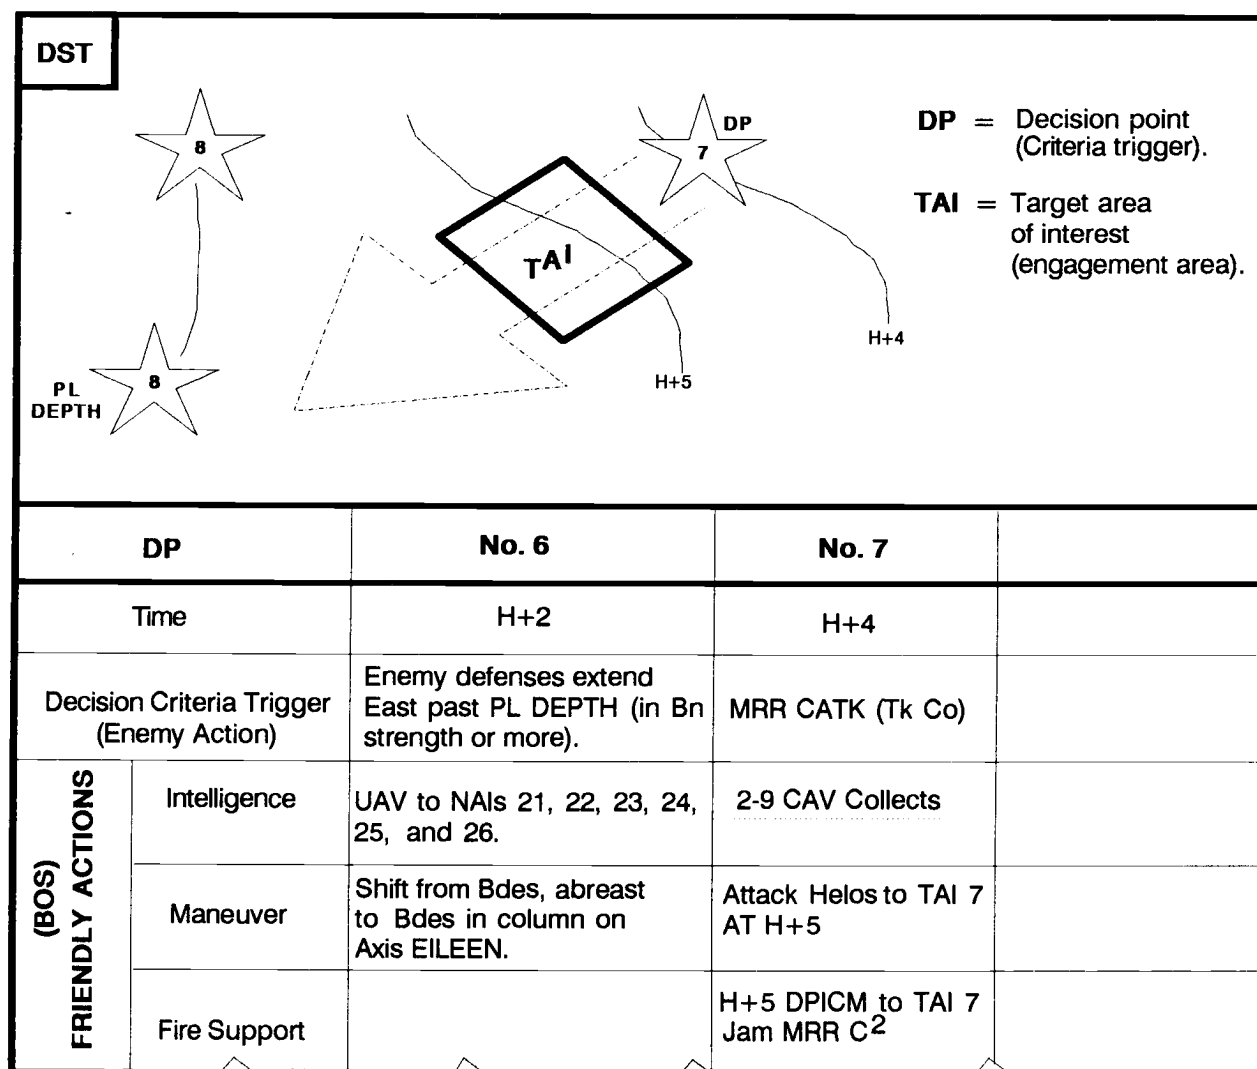 DST
8
DP
7
DP = Decision point
(Criteria trigger).
TAI = Target area
of interest
(engagement area).
TAI
H+4
H+5
8
PL
DEPTH
DP
No. 6
No. 7
Time
H+2
H+4
Decision Criteria Trigger
(Enemy Action)
Enemy defenses extend
East past PL DEPTH (in Bn
strength or more).
MRR CATK (Tk Co)
(BOS)
FRIENDLY ACTIONS
Intelligence
UAV to NAIs 21, 22, 23, 24,
25, and 26.
2-9 CAV Collects
Maneuver
Shift from Bdes, abreast
to Bdes in column on
Axis EILEEN.
Attack Helos to TAI 7
AT H+5
Fire Support
H+5 DPICM to TAI 7
Jam MRR C2